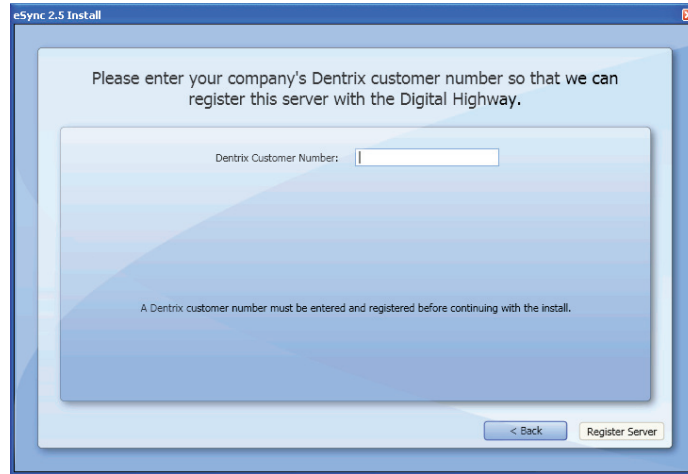 eSync 2.5 Install
Please enter your company's Dentrix customer number so that we can
register this server with the Digital Highway.
Dentrix Customer Number:
A Dentrix customer number must be entered and registered before continuing with the install.
< Back
Register Server